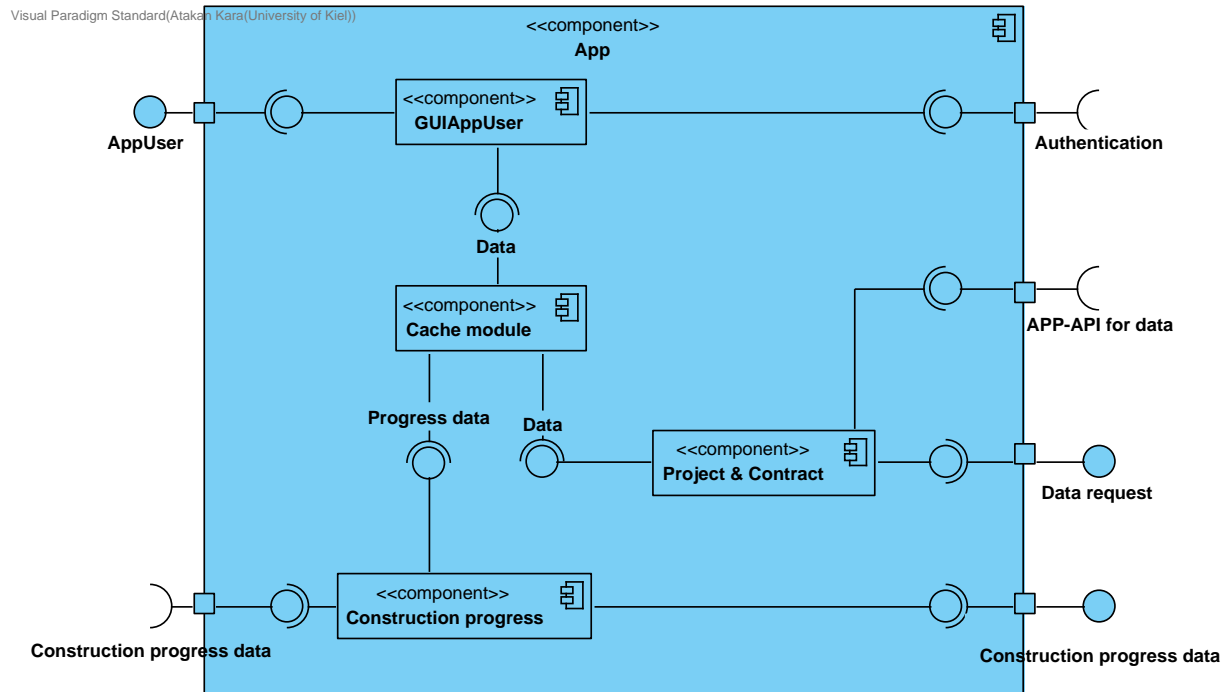 Visual Paradigm Standard(Atakan Kara(University of Kiel))
<<component>>
App
<<component>>
GUIAppUser
AppUser
Authentication
Data
<<component>>
Cache module
APP-API for data
Progress data
Data
<<component>>
Project & Contract
Data request
<<component>>
Construction progress
Construction progress data
Construction progress data